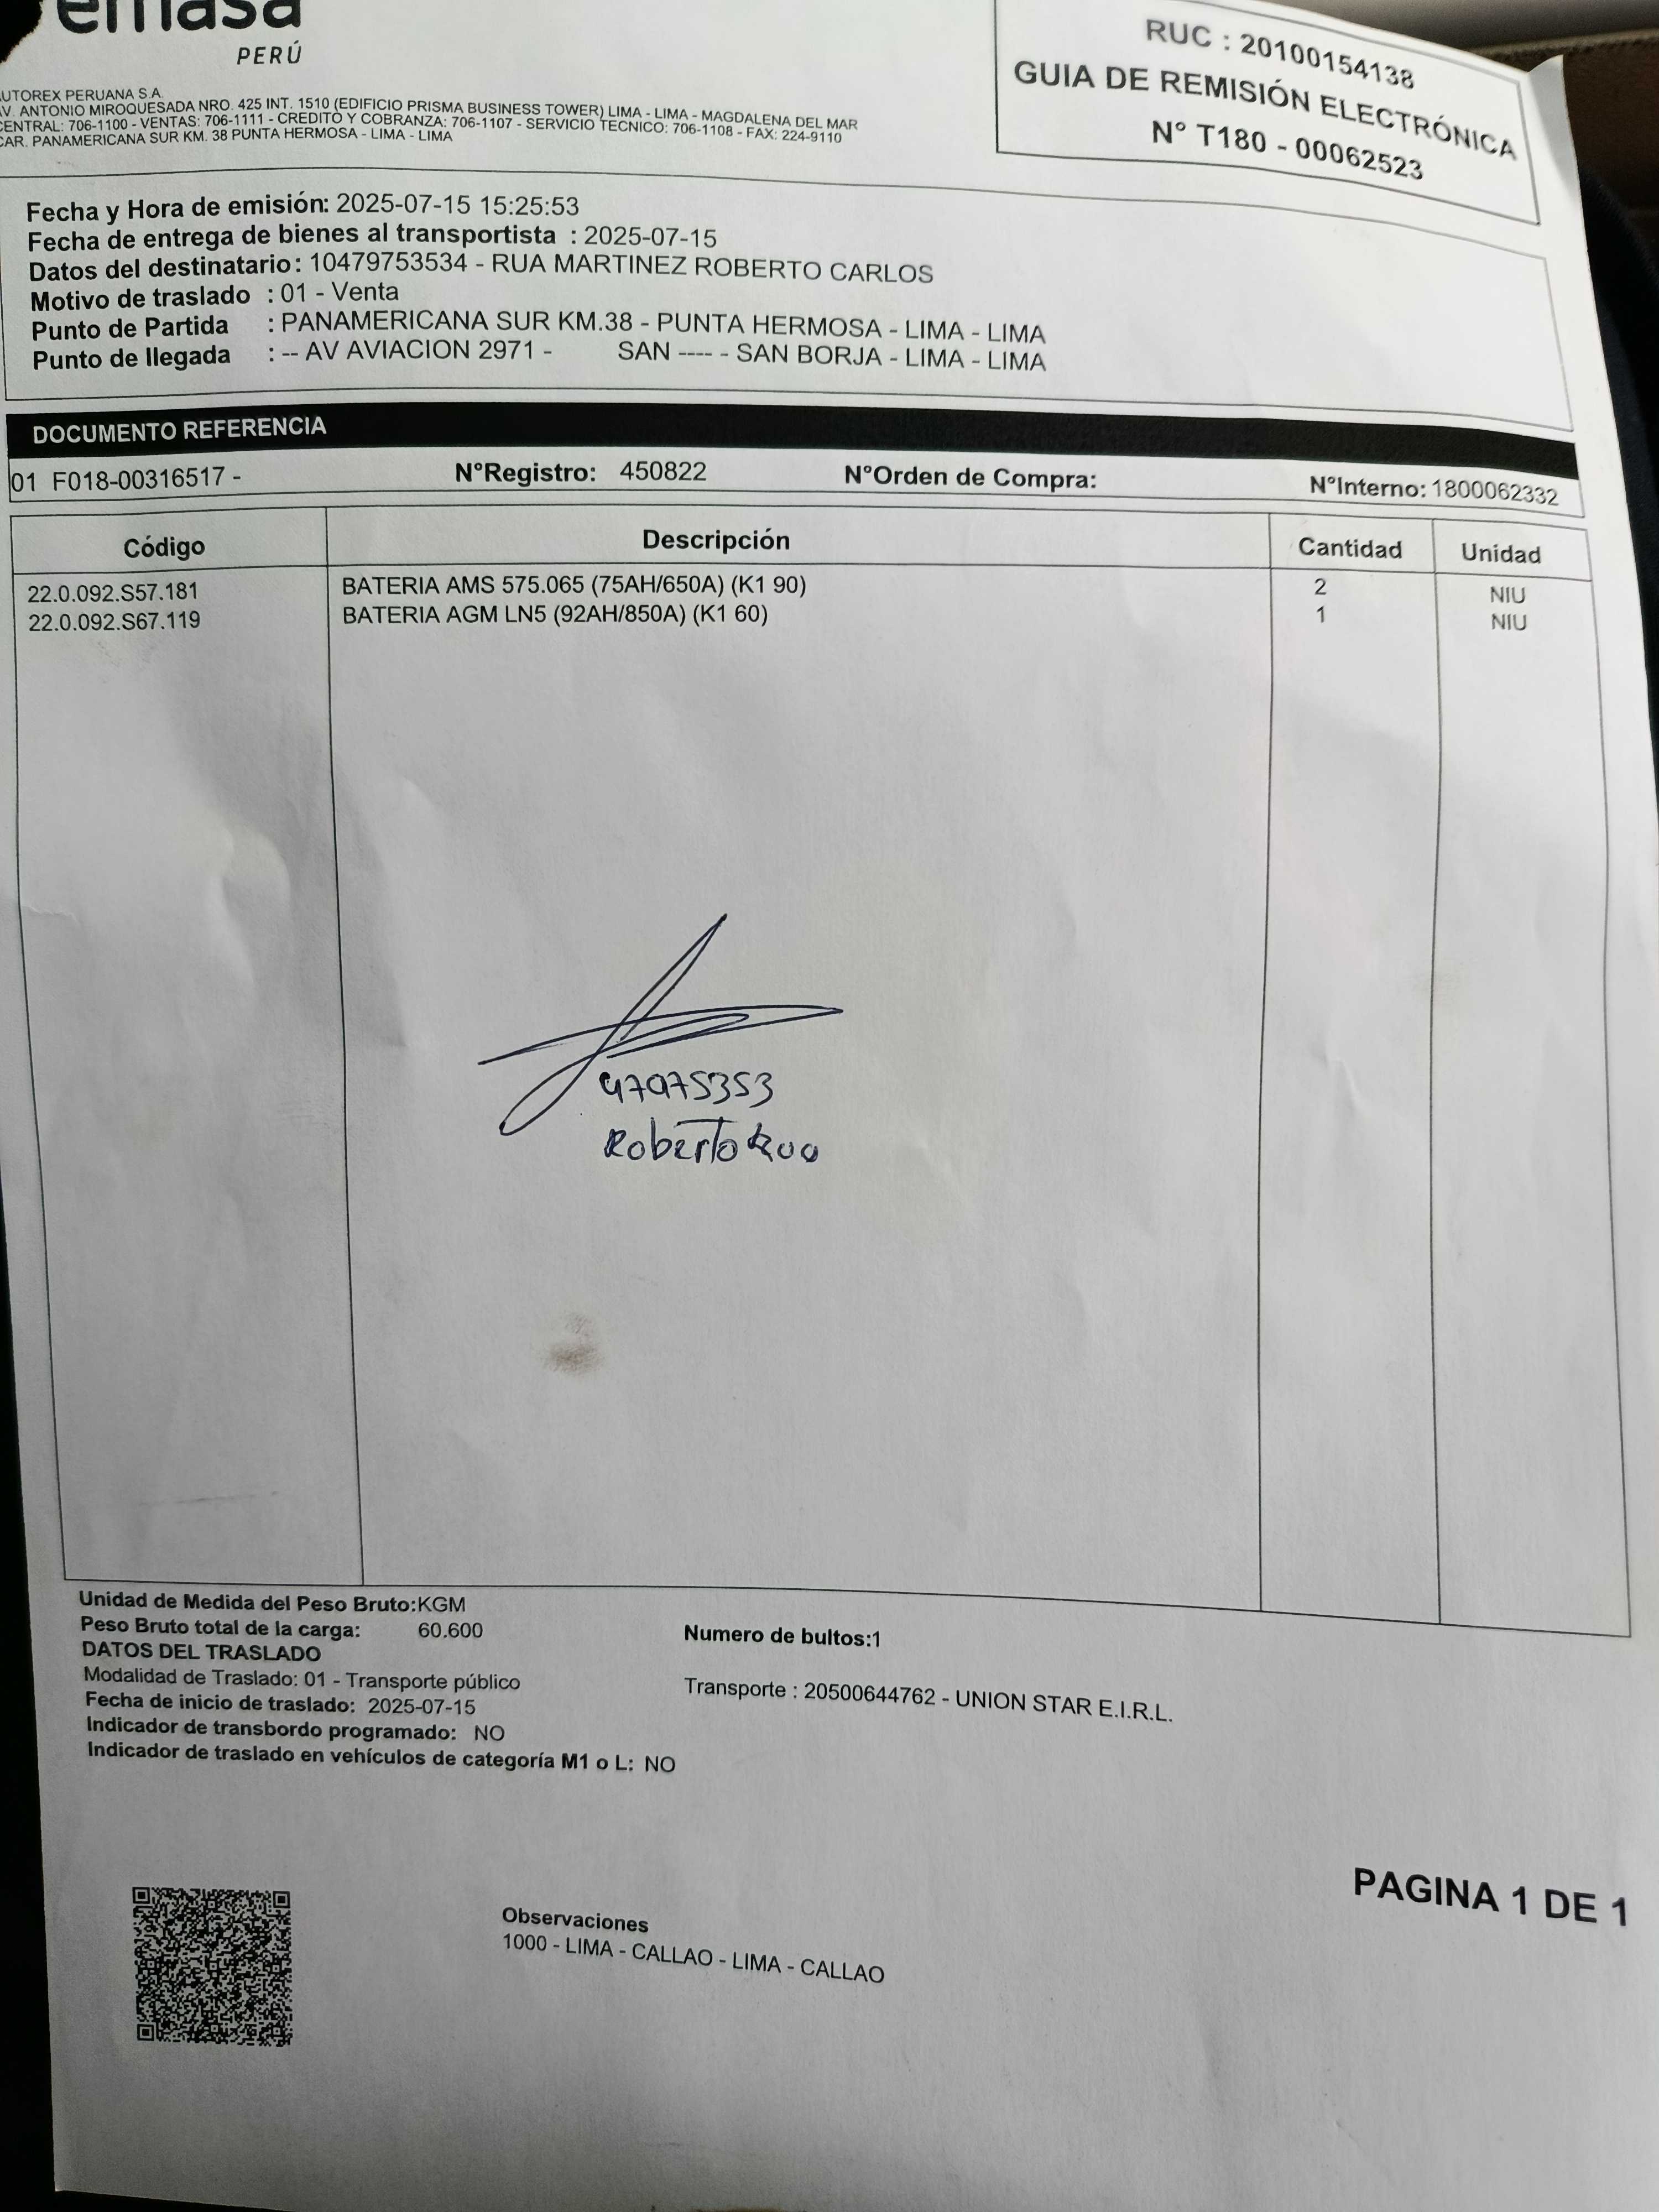 emasa
PERÚ
RUC : 20100154138
GUIA DE REMISIÓN ELECTRÓNICA
N° T180 - 00062523
AUTOREX PERUANA S.A.
AV. ANTONIO MIROQUESADA NRO. 425 INT. 1510 (EDIFICIO PRISMA BUSINESS TOWER) LIMA - LIMA - MAGDALENA DEL MAR
CENTRAL: 706-1100 - VENTAS: 706-1111 - CREDITO Y COBRANZA: 706-1107 - SERVICIO TECNICO: 706-1108 - FAX: 224-9110
CAR. PANAMERICANA SUR KM. 38 PUNTA HERMOSA - LIMA - LIMA
Fecha y Hora de emisión: 2025-07-15 15:25:53
Fecha de entrega de bienes al transportista : 2025-07-15
Datos del destinatario: 10479753534 - RUA MARTINEZ ROBERTO CARLOS
Motivo de traslado : 01 - Venta
Punto de Partida : PANAMERICANA SUR KM.38 - PUNTA HERMOSA - LIMA - LIMA
Punto de llegada : -- AV AVIACION 2971 - SAN ---- - SAN BORJA - LIMA - LIMA
DOCUMENTO REFERENCIA
01 F018-00316517 - N°Registro: 450822 N°Orden de Compra: N°Interno: 1800062332
Código Descripción Cantidad Unidad
22.0.092.S57.181 BATERIA AMS 575.065 (75AH/650A) (K1 90) 2 NIU
22.0.092.S67.119 BATERIA AGM LN5 (92AH/850A) (K1 60) 1 NIU
47975353
Roberto Rua
Unidad de Medida del Peso Bruto:KGM
Peso Bruto total de la carga: 60.600 Numero de bultos:1
DATOS DEL TRASLADO
Modalidad de Traslado: 01 - Transporte público Transporte : 20500644762 - UNION STAR E.I.R.L.
Fecha de inicio de traslado: 2025-07-15
Indicador de transbordo programado: NO
Indicador de traslado en vehículos de categoría M1 o L: NO
PAGINA 1 DE 1
Observaciones
1000 - LIMA - CALLAO - LIMA - CALLAO